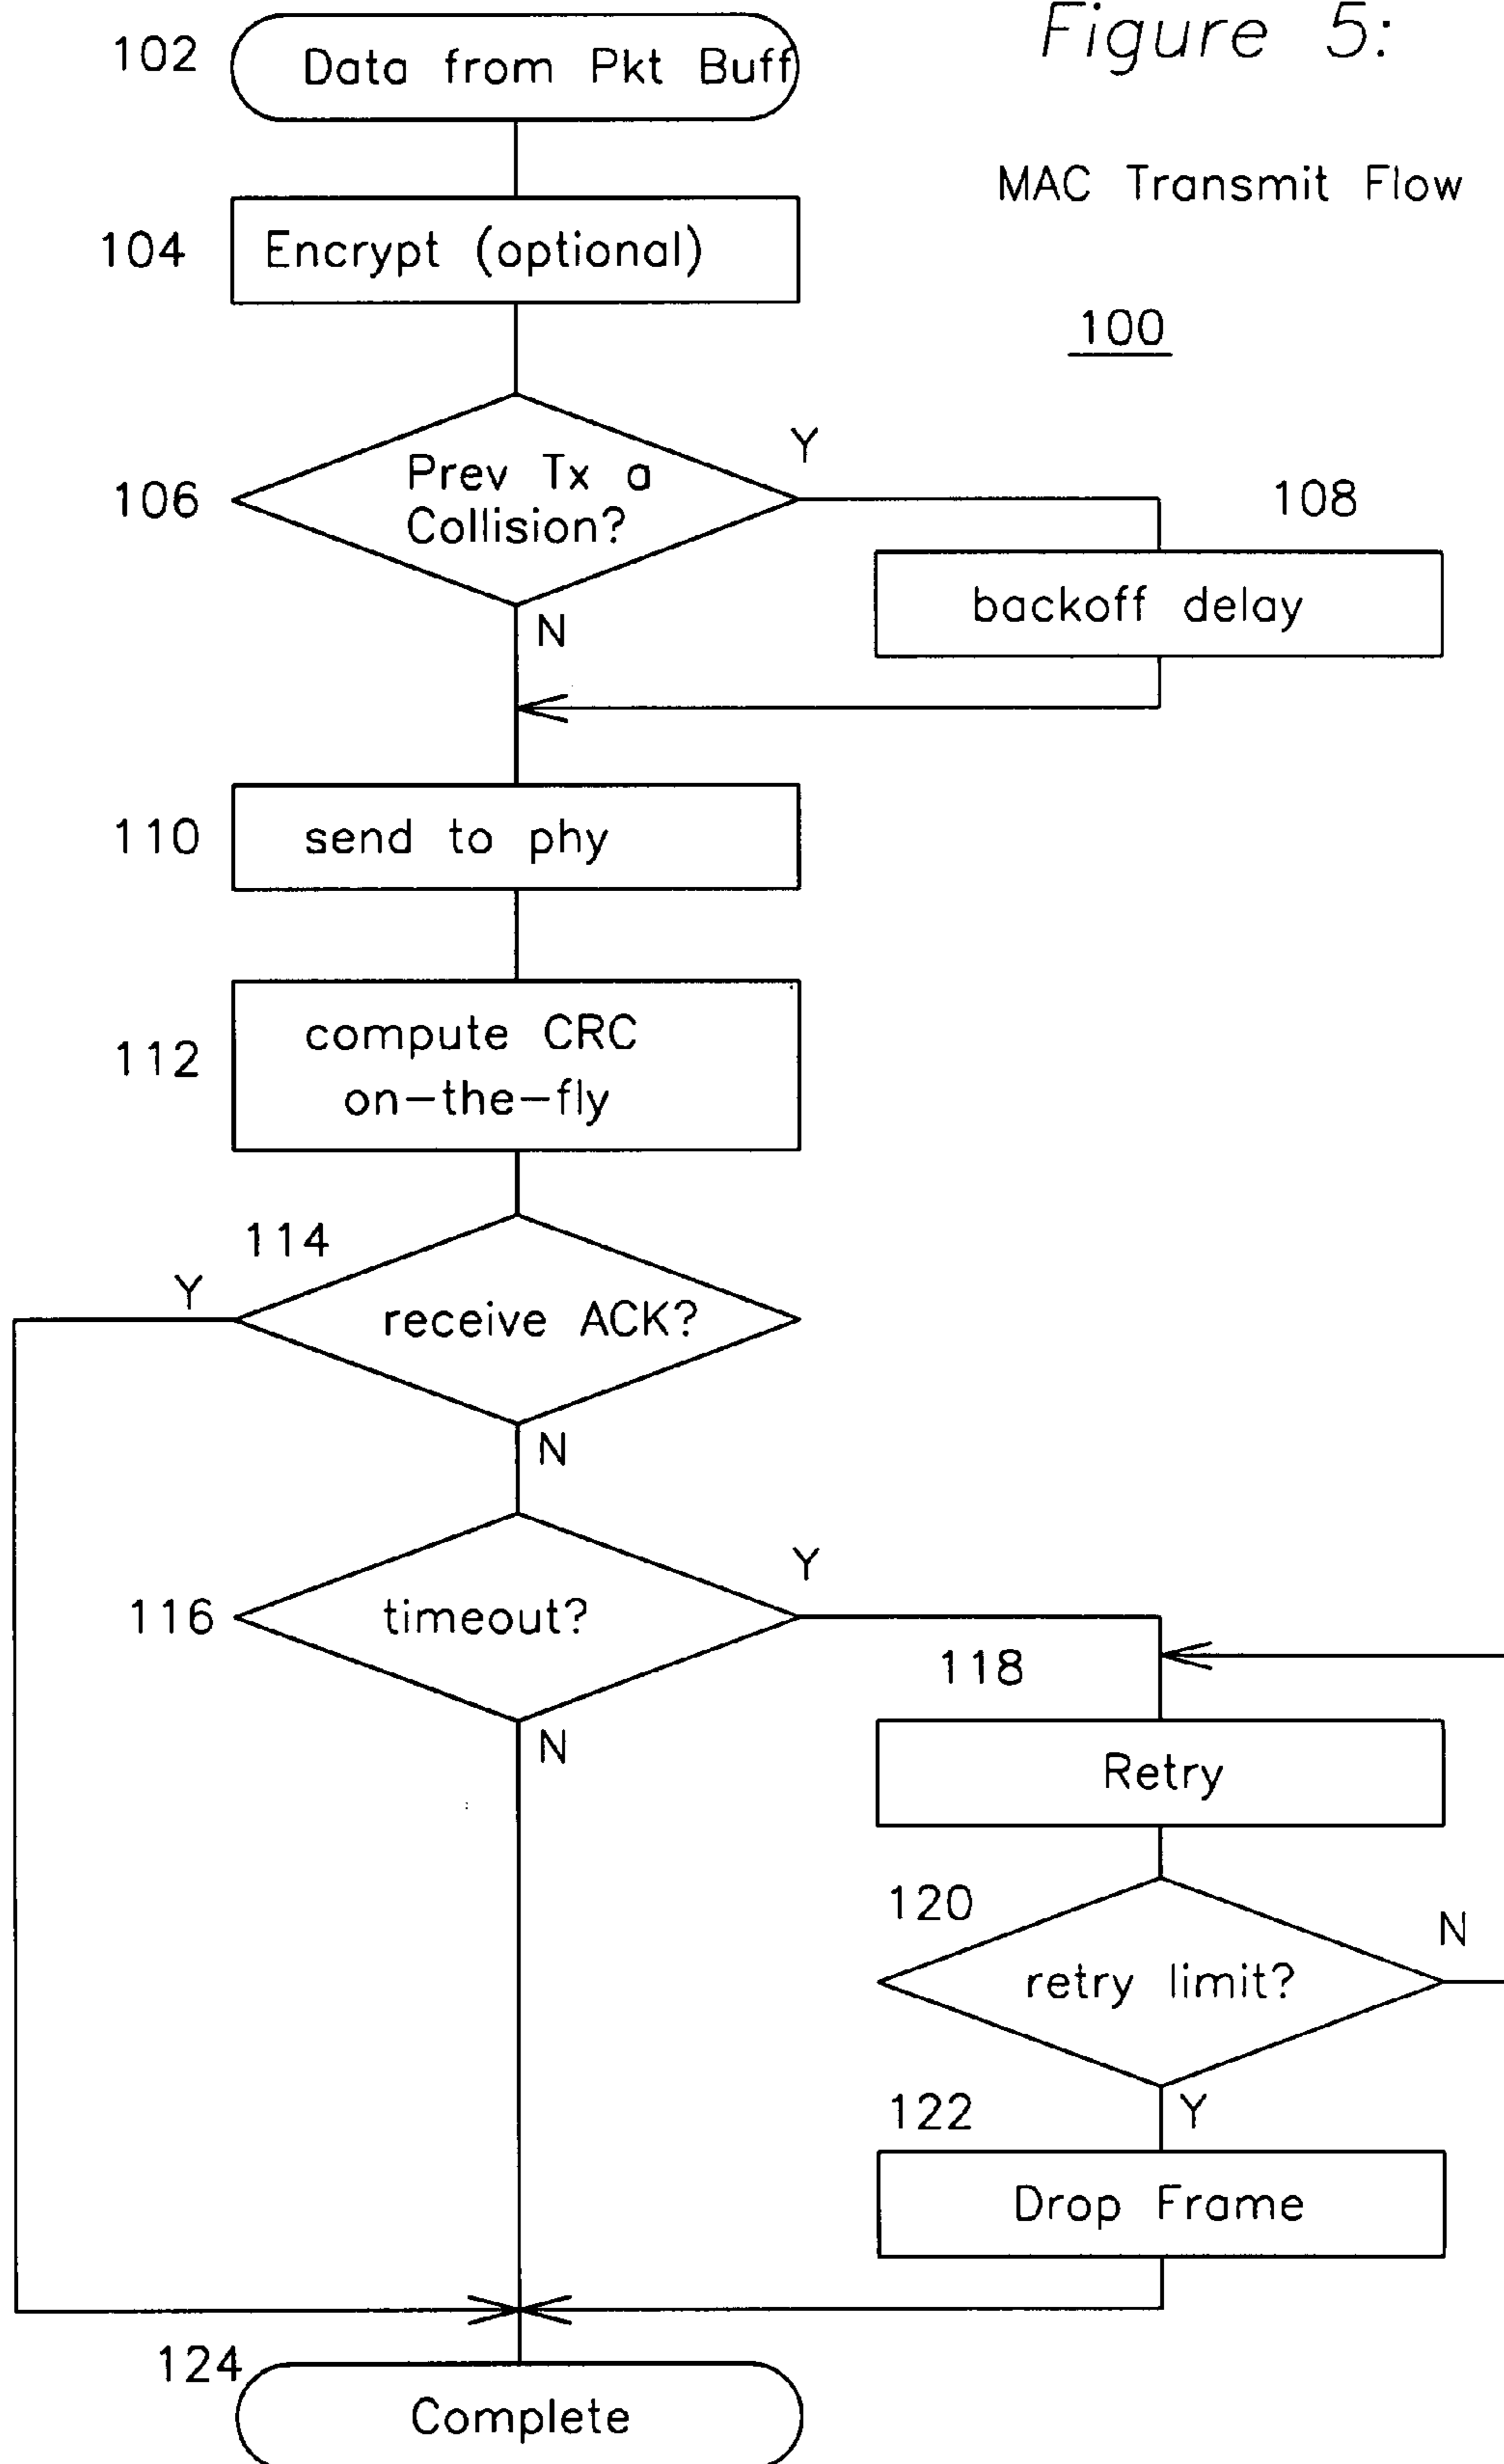 Figure 5:
MAC Transmit Flow
100
102
Data from Pkt Buff
104
Encrypt (optional)
106
Prev Tx a
Collision?
Y
N
108
backoff delay
110
send to phy
112
compute CRC
on-the-fly
114
receive ACK?
Y
N
116
timeout?
Y
N
118
Retry
120
retry limit?
N
Y
122
Drop Frame
124
Complete